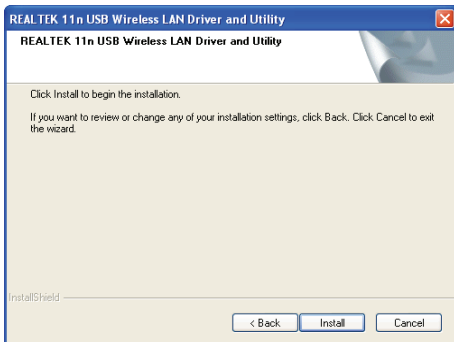 REALTEK 11n USB Wireless LAN Driver and Utility
REALTEK 11n USB Wireless LAN Driver and Utility
Click Install to begin the installation.
If you want to review or change any of your installation settings, click Back. Click Cancel to exit
the wizard.
InstallShield
< Back Install Cancel